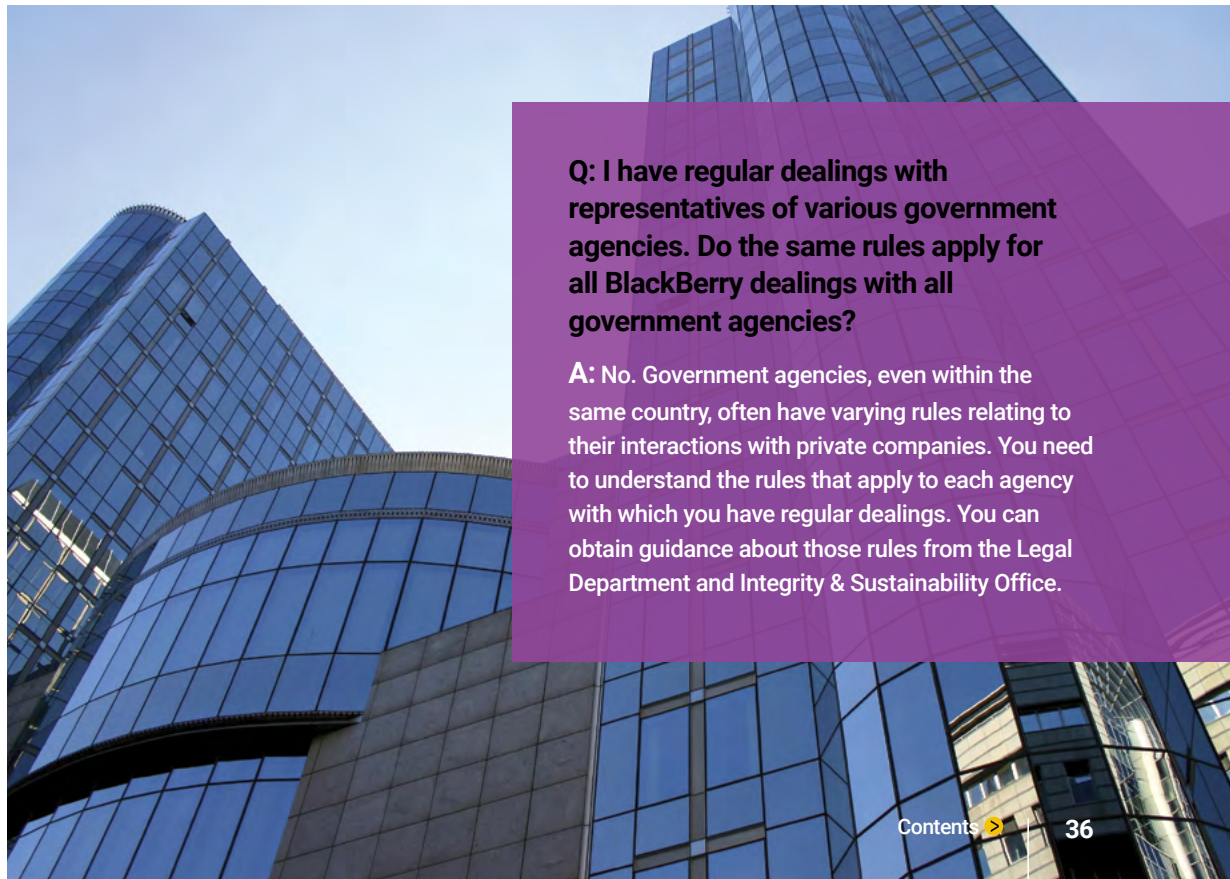 Q: I have regular dealings with
representatives of various government
agencies. Do the same rules apply for
all BlackBerry dealings with all
government agencies?
A: No. Government agencies, even within the
same country, often have varying rules relating to
their interactions with private companies. You need
to understand the rules that apply to each agency
with which you have regular dealings. You can
obtain guidance about those rules from the Legal
Department and Integrity & Sustainability Office.
Contents > 36